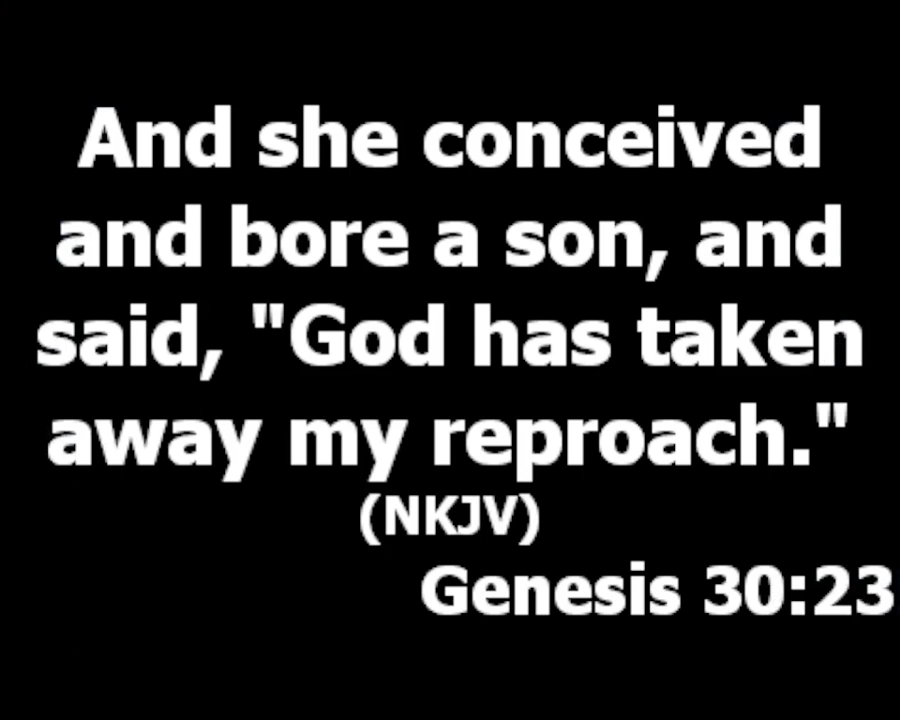 And she conceived
and bore a son, and
said, "God has taken
away my reproach."
(NKJV)
Genesis 30:23